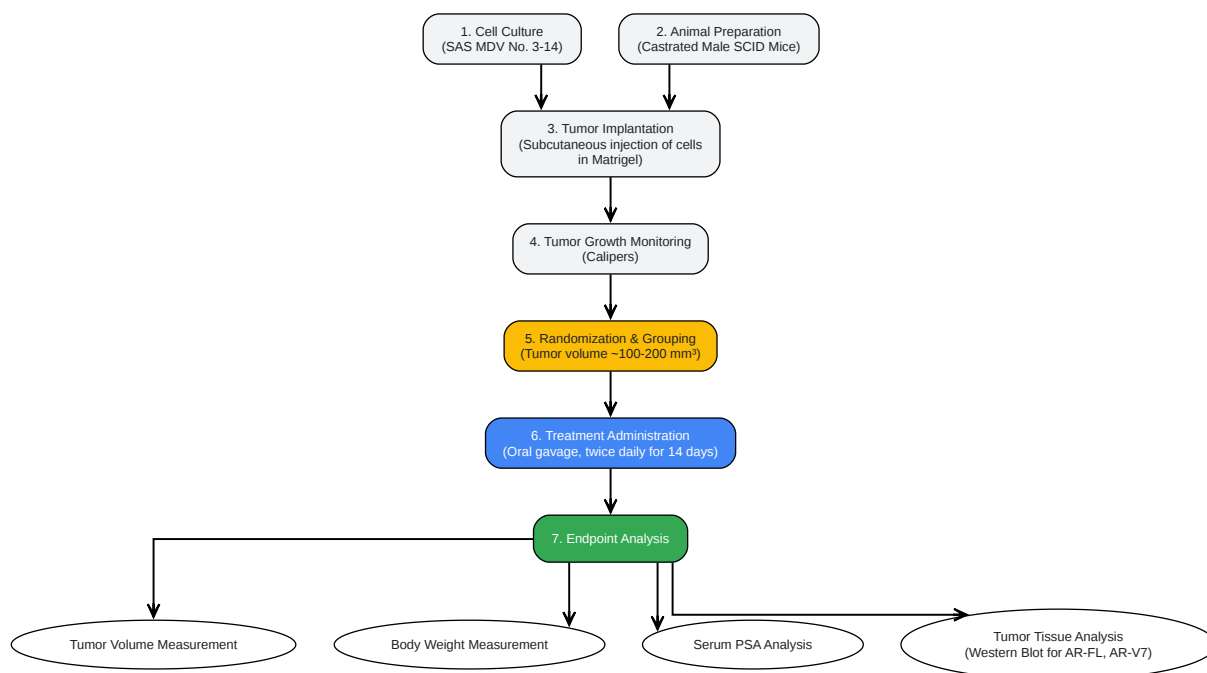 1. Cell Culture
(SAS MDV No. 3-14)
2. Animal Preparation
(Castrated Male SCID Mice)
3. Tumor Implantation
(Subcutaneous injection of cells
in Matrigel)
4. Tumor Growth Monitoring
(Calipers)
5. Randomization & Grouping
(Tumor volume ~100-200 mm³)
6. Treatment Administration
(Oral gavage, twice daily for 14 days)
7. Endpoint Analysis
Tumor Volume Measurement
Body Weight Measurement
Serum PSA Analysis
Tumor Tissue Analysis
(Western Blot for AR-FL, AR-V7)